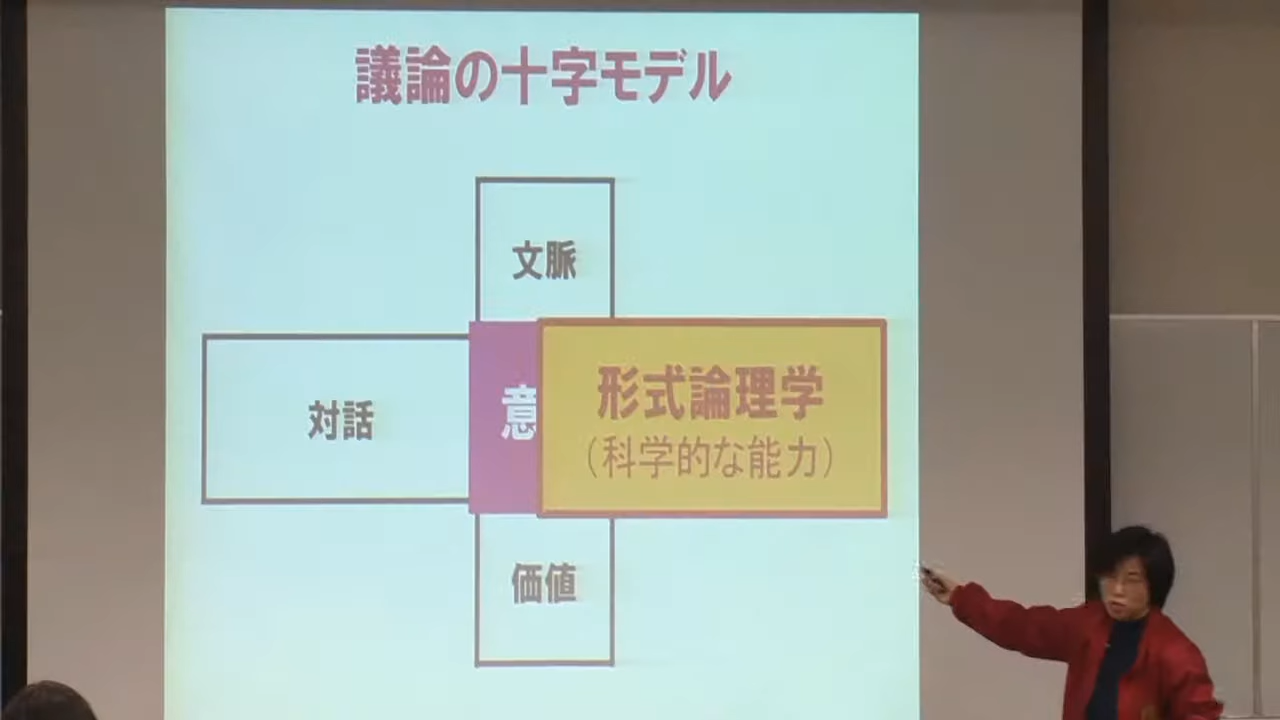 議論の十字モデル
文脈
対話
意
形式論理学
（科学的な能力）
価値